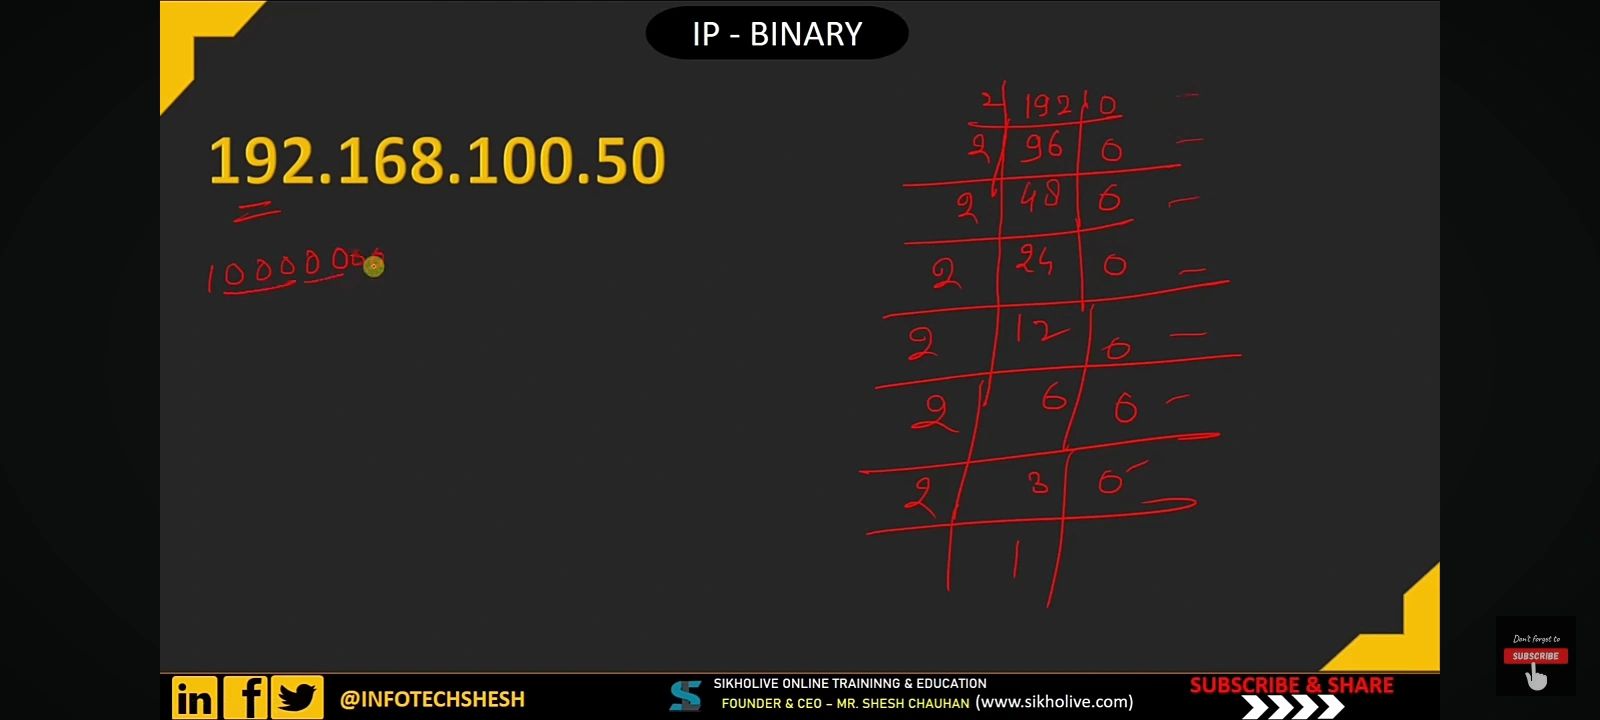 IP - BINARY
192.168.100.50
10000000
2 192 0
2 96 0
2 48 0
2 24 0
2 12 0
2 6 0
2 3 0
1
in f @INFOTECHSHESH
SIKHOLIVE ONLINE TRAININNG & EDUCATION
FOUNDER & CEO – MR. SHESH CHAUHAN (www.sikholive.com)
SUBSCRIBE & SHARE
Don't forget to
SUBSCRIBE